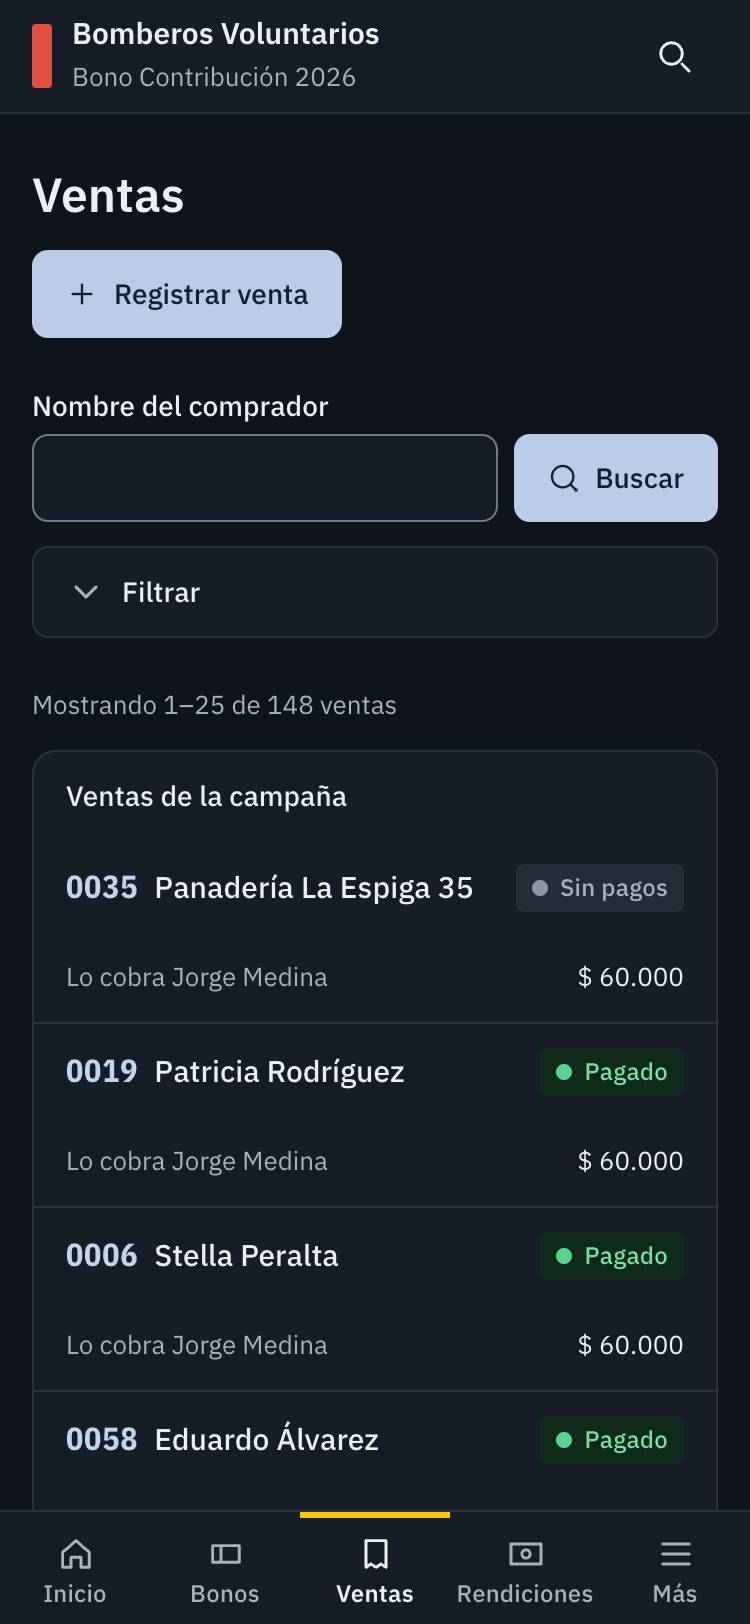 Bomberos Voluntarios
Bono Contribución 2026
Ventas
Registrar venta
Nombre del comprador
Buscar
Filtrar
Mostrando 1–25 de 148 ventas
Ventas de la campaña
0035 Panadería La Espiga 35 Sin pagos
Lo cobra Jorge Medina $ 60.000
0019 Patricia Rodríguez Pagado
Lo cobra Jorge Medina $ 60.000
0006 Stella Peralta Pagado
Lo cobra Jorge Medina $ 60.000
0058 Eduardo Álvarez Pagado
Inicio Bonos Ventas Rendiciones Más